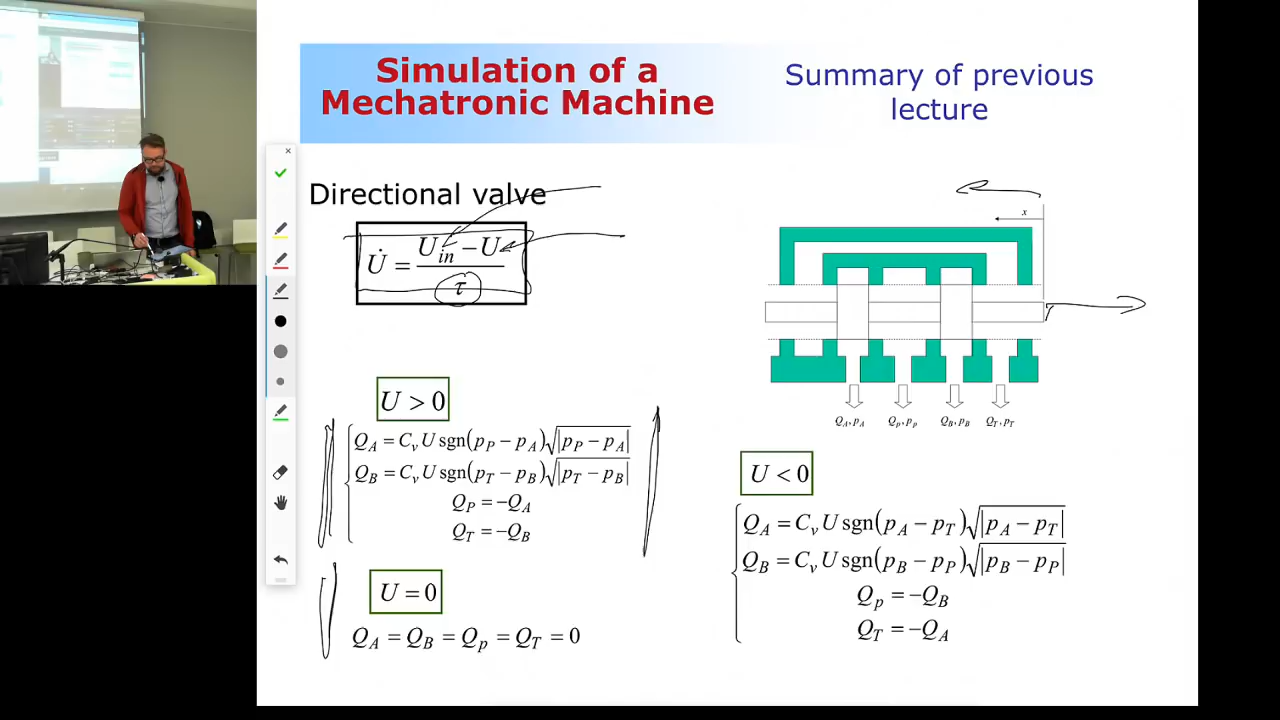 Simulation of a
Mechatronic Machine
Summary of previous
lecture
Directional valve
U̇ = (U_in − U) / τ
x
Q_A, p_A Q_p, p_p Q_B, p_B Q_T, p_T
U > 0
Q_A = C_v U sgn(p_P − p_A)√|p_P − p_A|
Q_B = C_v U sgn(p_T − p_B)√|p_T − p_B|
Q_P = −Q_A
Q_T = −Q_B
U = 0
Q_A = Q_B = Q_p = Q_T = 0
U < 0
Q_A = C_v U sgn(p_A − p_T)√|p_A − p_T|
Q_B = C_v U sgn(p_B − p_P)√|p_B − p_P|
Q_p = −Q_B
Q_T = −Q_A